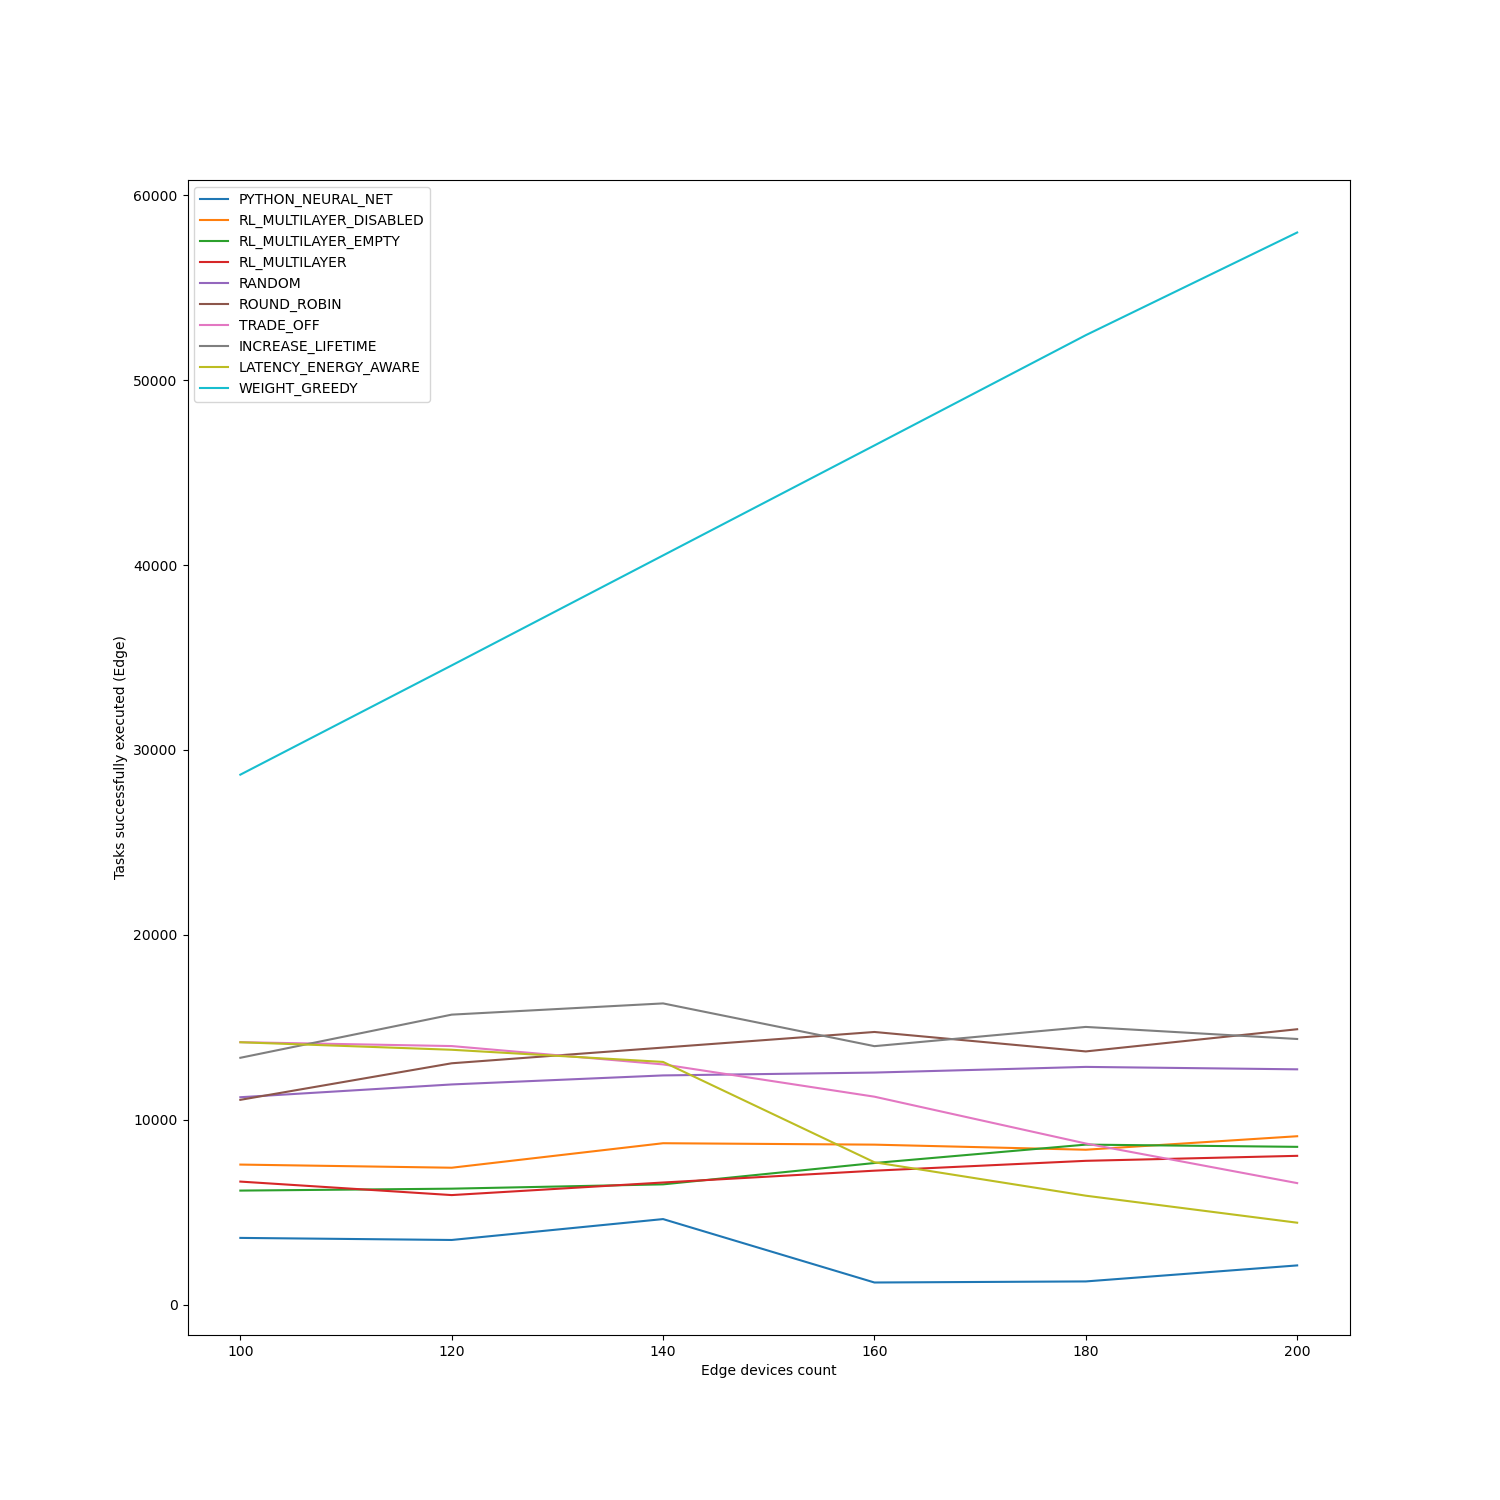 60000
50000
40000
30000
20000
10000
0
Tasks successfully executed (Edge)
PYTHON_NEURAL_NET
RL_MULTILAYER_DISABLED
RL_MULTILAYER_EMPTY
RL_MULTILAYER
RANDOM
ROUND_ROBIN
TRADE_OFF
INCREASE_LIFETIME
LATENCY_ENERGY_AWARE
WEIGHT_GREEDY
100 120 140 160 180 200
Edge devices count